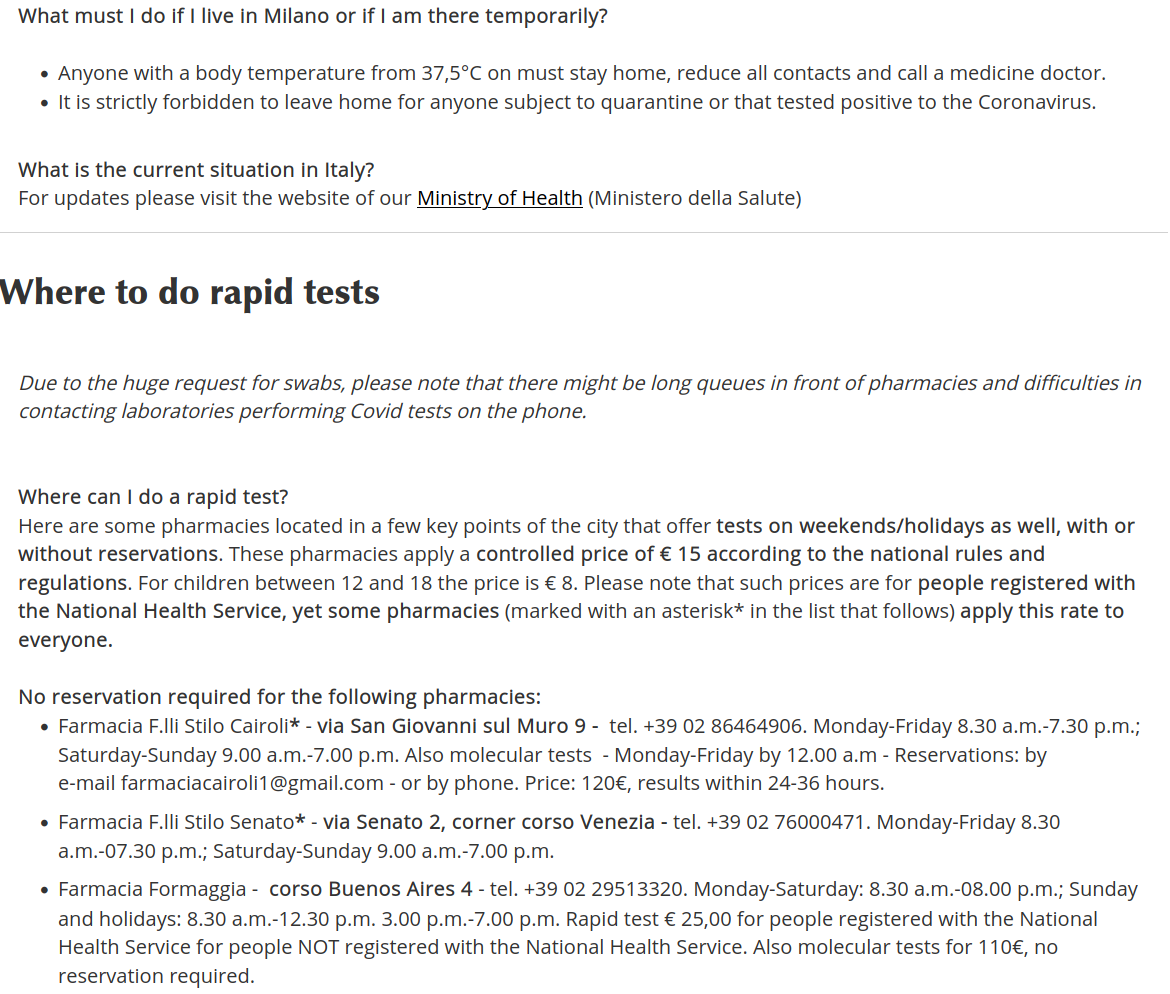 What must I do if I live in Milano or if I am there temporarily?
• Anyone with a body temperature from 37,5°C on must stay home, reduce all contacts and call a medicine doctor.
• It is strictly forbidden to leave home for anyone subject to quarantine or that tested positive to the Coronavirus.
What is the current situation in Italy?
For updates please visit the website of our Ministry of Health (Ministero della Salute)
Where to do rapid tests
Due to the huge request for swabs, please note that there might be long queues in front of pharmacies and difficulties in
contacting laboratories performing Covid tests on the phone.
Where can I do a rapid test?
Here are some pharmacies located in a few key points of the city that offer tests on weekends/holidays as well, with or
without reservations. These pharmacies apply a controlled price of € 15 according to the national rules and
regulations. For children between 12 and 18 the price is € 8. Please note that such prices are for people registered with
the National Health Service, yet some pharmacies (marked with an asterisk* in the list that follows) apply this rate to
everyone.
No reservation required for the following pharmacies:
• Farmacia F.lli Stilo Cairoli* - via San Giovanni sul Muro 9 - tel. +39 02 86464906. Monday-Friday 8.30 a.m.-7.30 p.m.;
Saturday-Sunday 9.00 a.m.-7.00 p.m. Also molecular tests - Monday-Friday by 12.00 a.m - Reservations: by
e-mail farmaciacairoli1@gmail.com - or by phone. Price: 120€, results within 24-36 hours.
• Farmacia F.lli Stilo Senato* - via Senato 2, corner corso Venezia - tel. +39 02 76000471. Monday-Friday 8.30
a.m.-07.30 p.m.; Saturday-Sunday 9.00 a.m.-7.00 p.m.
• Farmacia Formaggia - corso Buenos Aires 4 - tel. +39 02 29513320. Monday-Saturday: 8.30 a.m.-08.00 p.m.; Sunday
and holidays: 8.30 a.m.-12.30 p.m. 3.00 p.m.-7.00 p.m. Rapid test € 25,00 for people registered with the National
Health Service for people NOT registered with the National Health Service. Also molecular tests for 110€, no
reservation required.